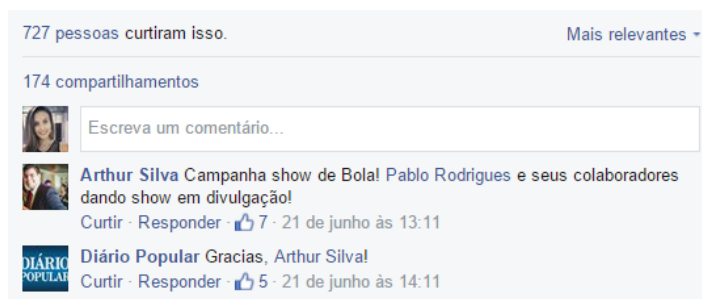 727 pessoas curtiram isso.
Mais relevantes
174 compartilhamentos
Escreva um comentário...
Arthur Silva Campanha show de Bola! Pablo Rodrigues e seus colaboradores
dando show em divulgação!
Curtir · Responder · 7 · 21 de junho às 13:11
DIÁRIO
POPULAR
Diário Popular Gracias, Arthur Silva!
Curtir · Responder · 5 · 21 de junho às 14:11